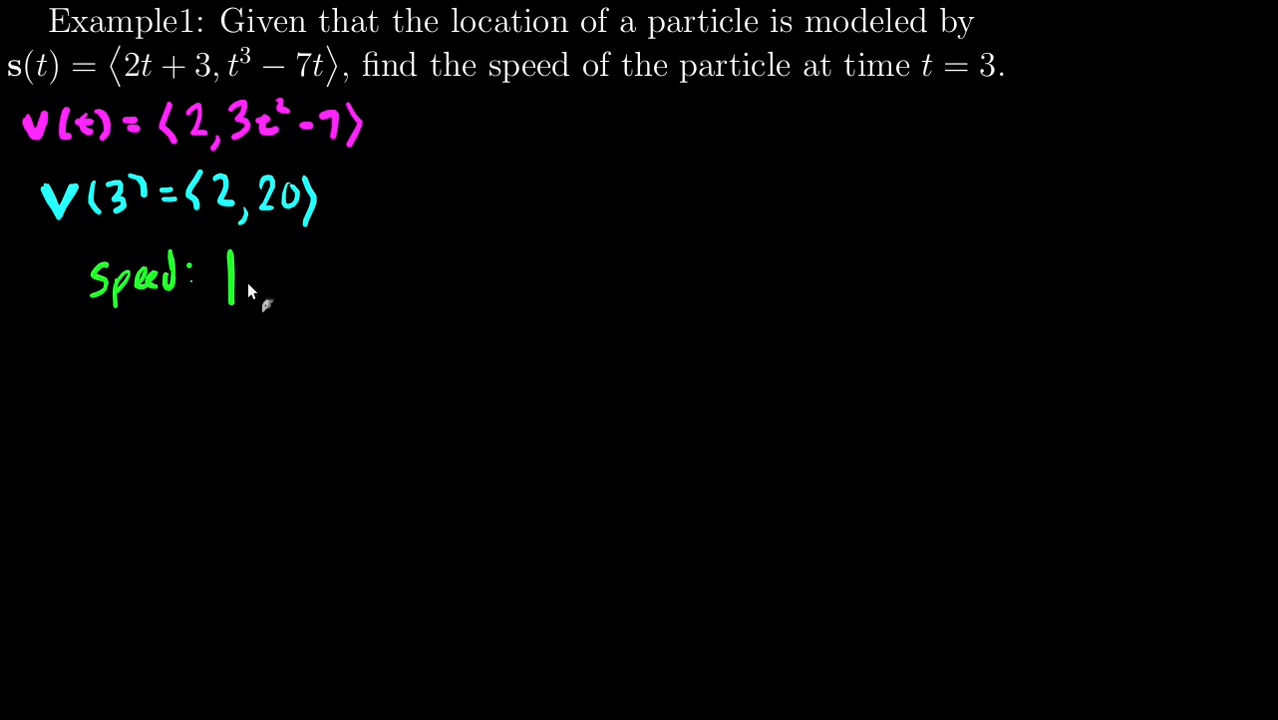 Example1: Given that the location of a particle is modeled by
s(t) = ⟨2t + 3, t³ − 7t⟩, find the speed of the particle at time t = 3.
v(t) = ⟨2, 3t² - 7⟩
v(3) = ⟨2, 20⟩
speed: |